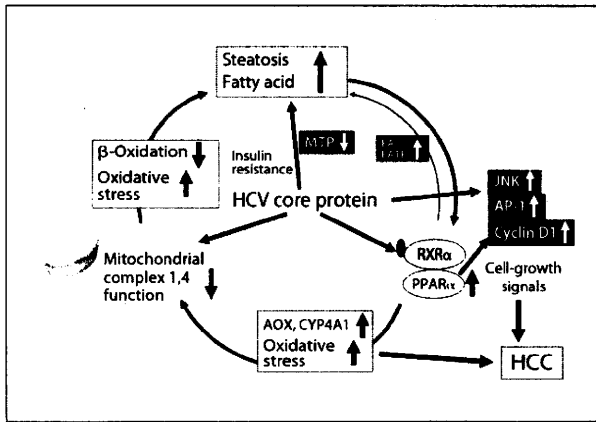 Steatosis
Fatty acid
MTP
β-Oxidation
Oxidative
stress
Insulin
resistance
HCV core protein
JNK
AP-1
Cyclin D1
RXRα
PPARα
Mitochondrial
complex 1,4
function
Cell-growth
signals
AOX, CYP4A1
Oxidative
stress
HCC